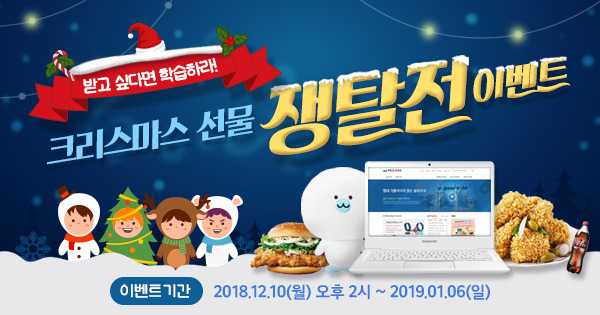 받고 싶다면 학습하라!
크리스마스 선물 쟁탈전 이벤트
이벤트기간 2018.12.10(월) 오후 2시 ~ 2019.01.06(일)